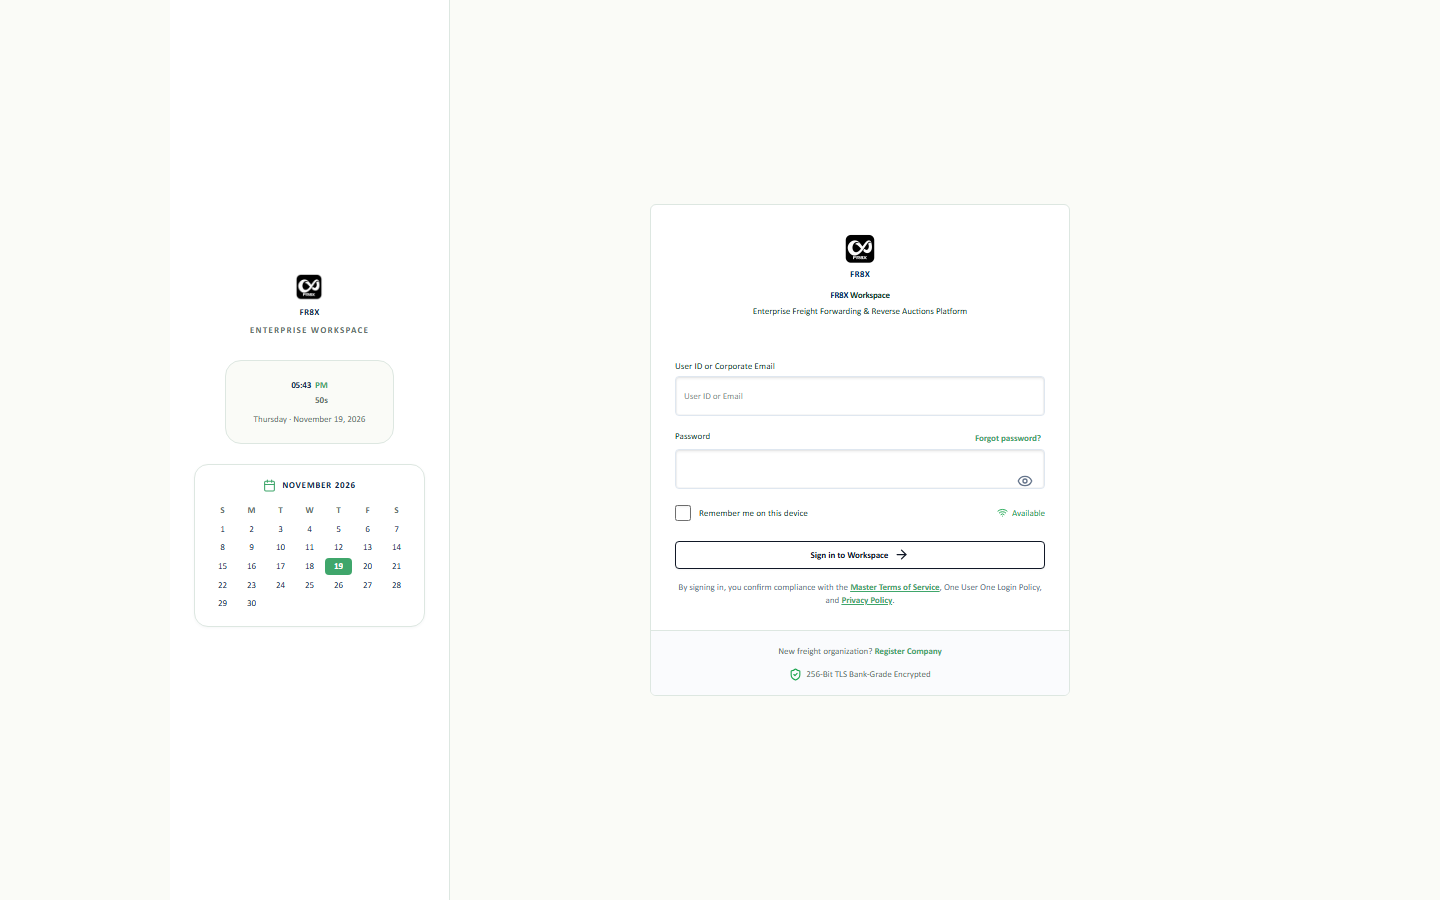 FR8X
FR8X
ENTERPRISE WORKSPACE
05:43 PM
50s
Thursday · November 19, 2026
NOVEMBER 2026
S M T W T F S
1 2 3 4 5 6 7
8 9 10 11 12 13 14
15 16 17 18 19 20 21
22 23 24 25 26 27 28
29 30
FR8X
FR8X
FR8X Workspace
Enterprise Freight Forwarding & Reverse Auctions Platform
User ID or Corporate Email
User ID or Email
Password
Forgot password?
Remember me on this device
Available
Sign in to Workspace
By signing in, you confirm compliance with the Master Terms of Service, One User One Login Policy,
and Privacy Policy.
New freight organization? Register Company
256-Bit TLS Bank-Grade Encrypted